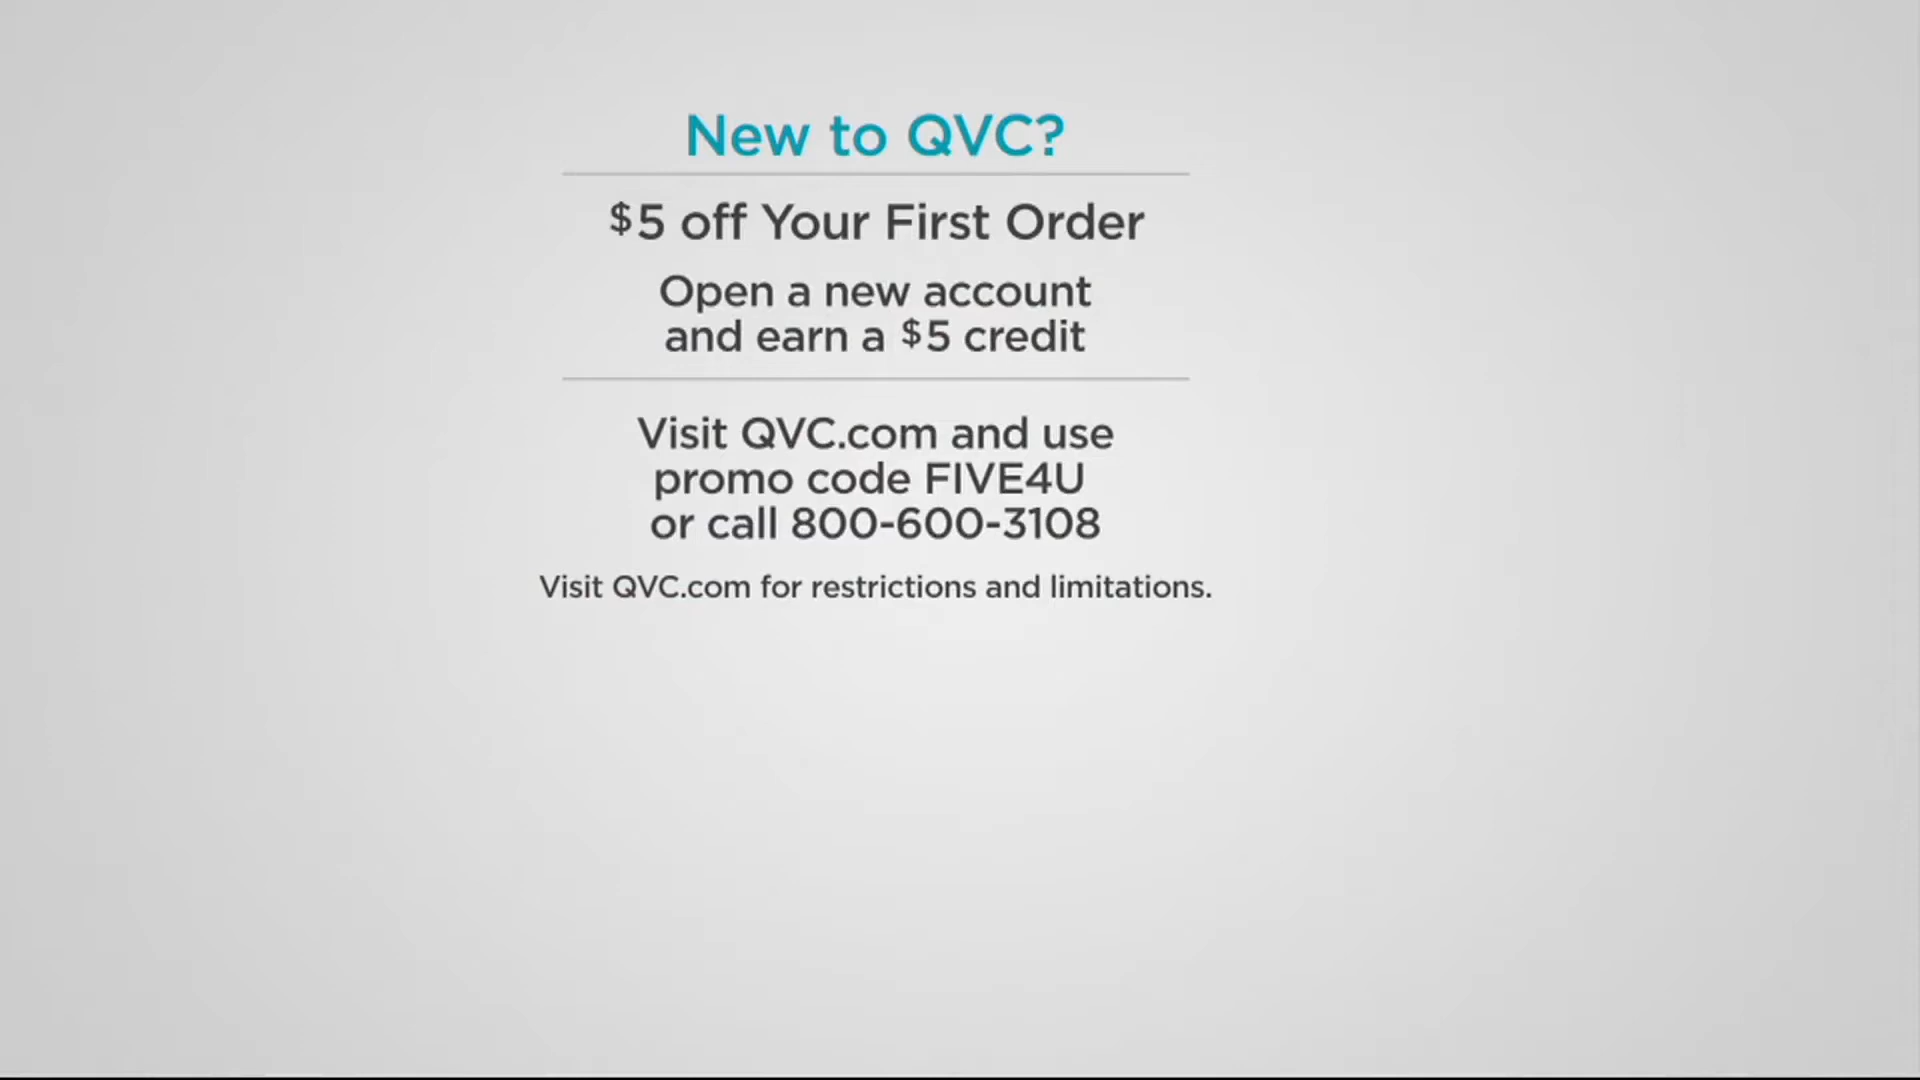 New to QVC?
$5 off Your First Order
Open a new account
and earn a $5 credit
Visit QVC.com and use
promo code FIVE4U
or call 800-600-3108
Visit QVC.com for restrictions and limitations.